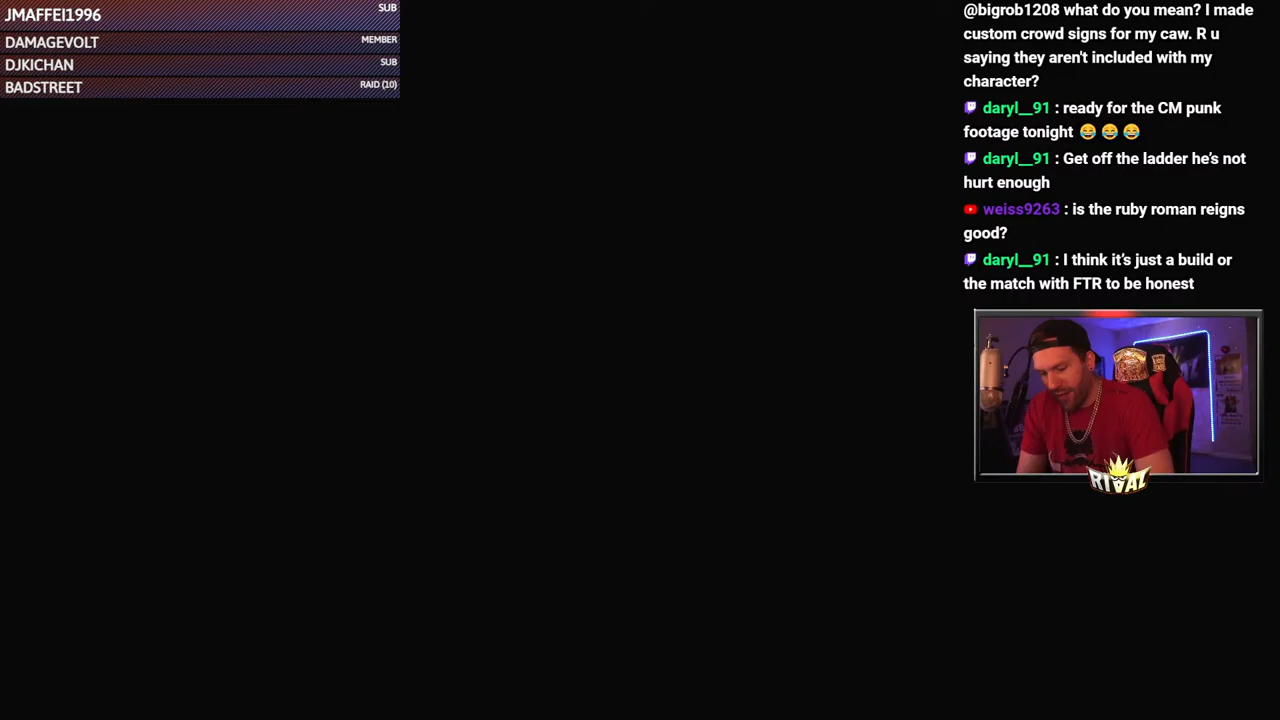 JMAFFEI1996 SUB
DAMAGEVOLT MEMBER
DJKICHAN SUB
BADSTREET RAID (10)
@bigrob1208 what do you mean? I made
custom crowd signs for my caw. R u
saying they aren't included with my
character?
daryl__91 : ready for the CM punk
footage tonight 😂 😂 😂
daryl__91 : Get off the ladder he's not
hurt enough
weiss9263 : is the ruby roman reigns
good?
daryl__91 : I think it's just a build or
the match with FTR to be honest
RIVAL